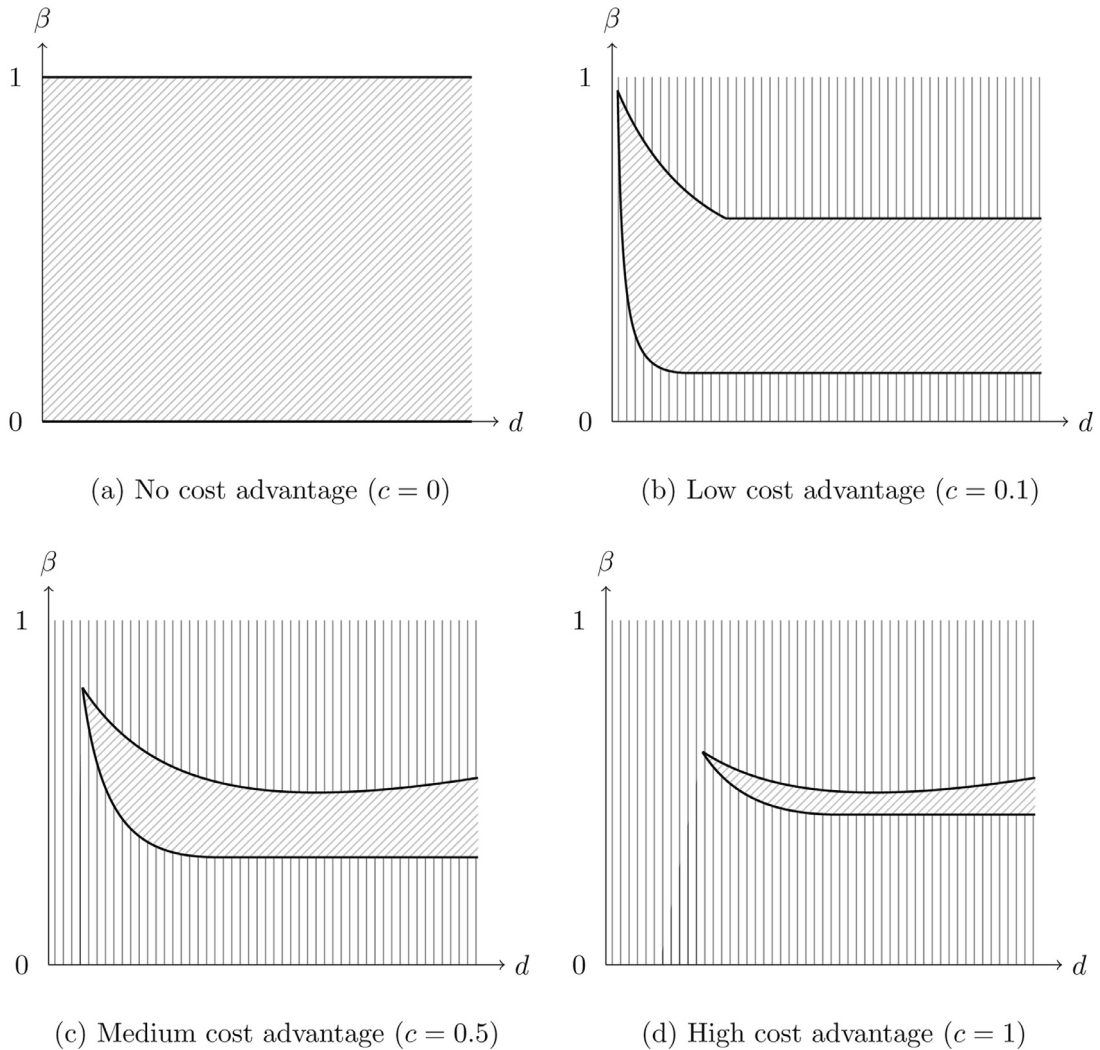 β
1
0
d
(a) No cost advantage (c = 0)
β
1
0
d
(b) Low cost advantage (c = 0.1)
β
1
0
d
(c) Medium cost advantage (c = 0.5)
β
1
0
d
(d) High cost advantage (c = 1)